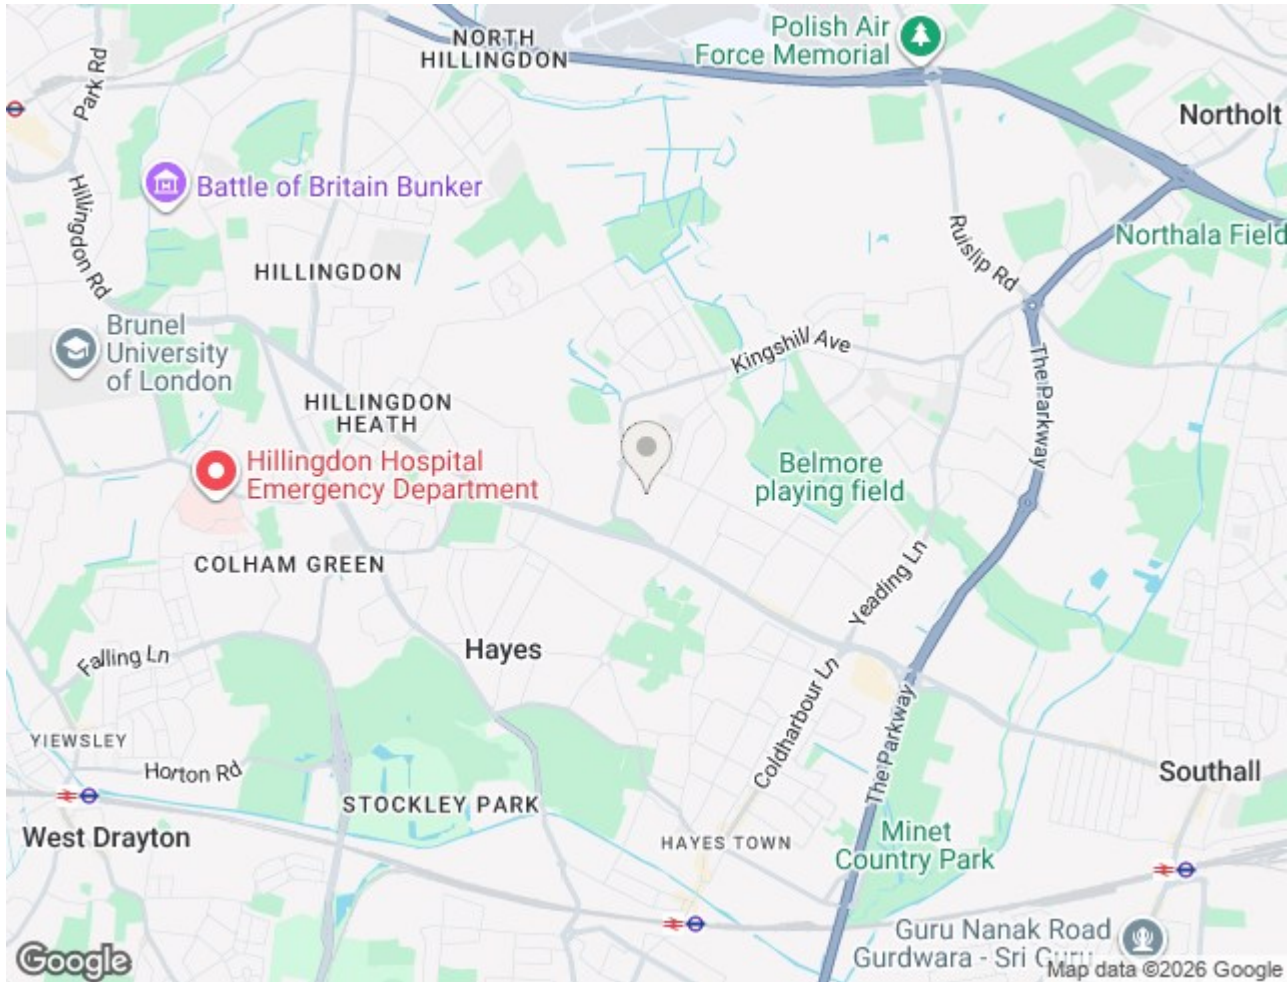 NORTH
HILLINGDON
Polish Air
Force Memorial
Park Rd
Northolt
Battle of Britain Bunker
Hillingdon Rd
Ruislip Rd
Northala Field
HILLINGDON
Brunel
University
of London
Kingshill Ave
The Parkway
HILLINGDON
HEATH
Hillingdon Hospital
Emergency Department
Belmore
playing field
COLHAM GREEN
Yeading Ln
Hayes
Falling Ln
Coldharbour Ln
The Parkway
YIEWSLEY
Horton Rd
Southall
STOCKLEY PARK
West Drayton
HAYES TOWN
Minet
Country Park
Guru Nanak Road
Gurdwara - Sri Guru
Google
Map data ©2026 Google